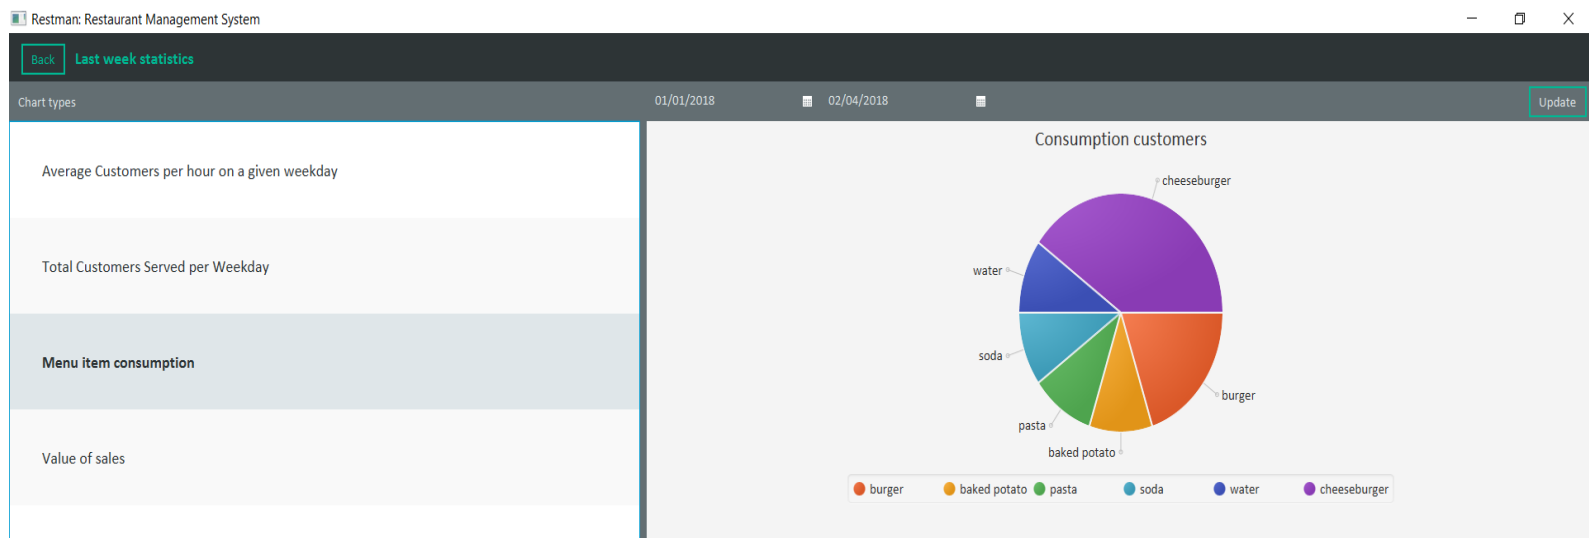 Restman: Restaurant Management System
Back Last week statistics
Chart types 01/01/2018 02/04/2018 Update
Average Customers per hour on a given weekday
Total Customers Served per Weekday
Menu item consumption
Value of sales
Consumption customers
cheeseburger
water
soda
burger
pasta
baked potato
burger baked potato pasta soda water cheeseburger